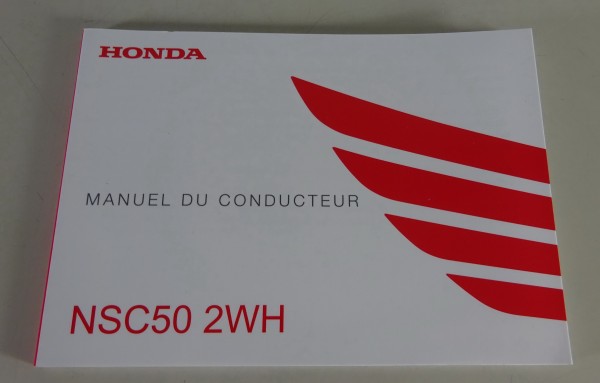 HONDA
MANUEL DU CONDUCTEUR
NSC50 2WH